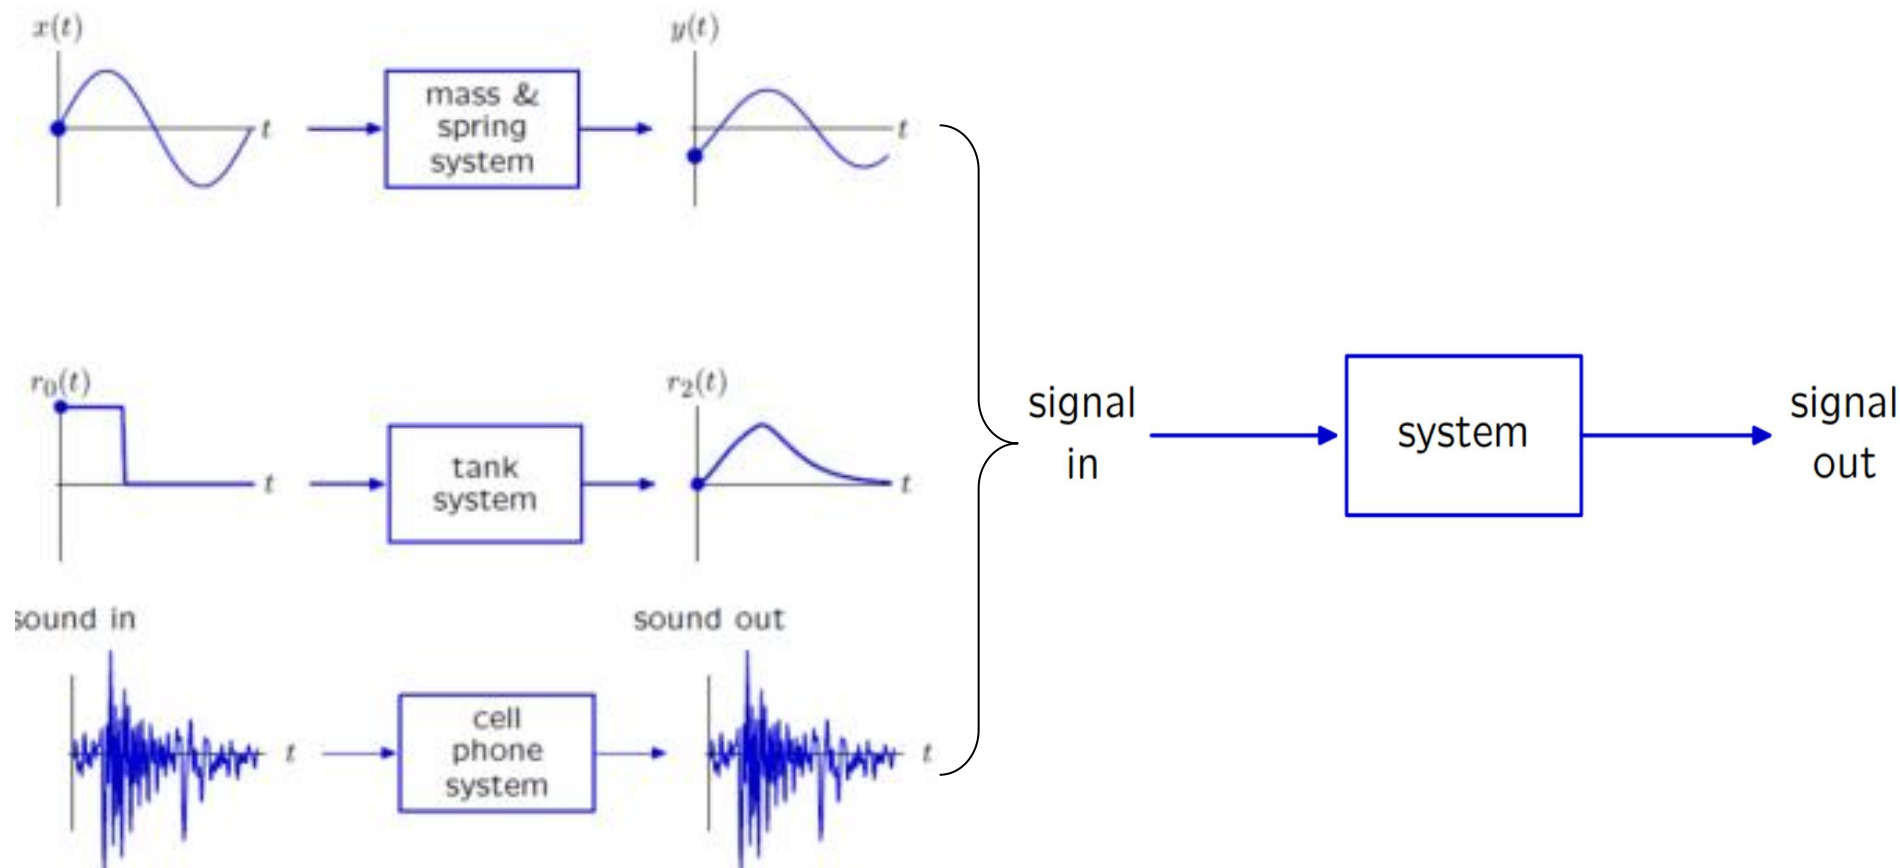 x(t)
t
mass &
spring
system
y(t)
t
r₀(t)
t
tank
system
r₂(t)
t
sound in
t
cell
phone
system
sound out
t
signal
in
system
signal
out